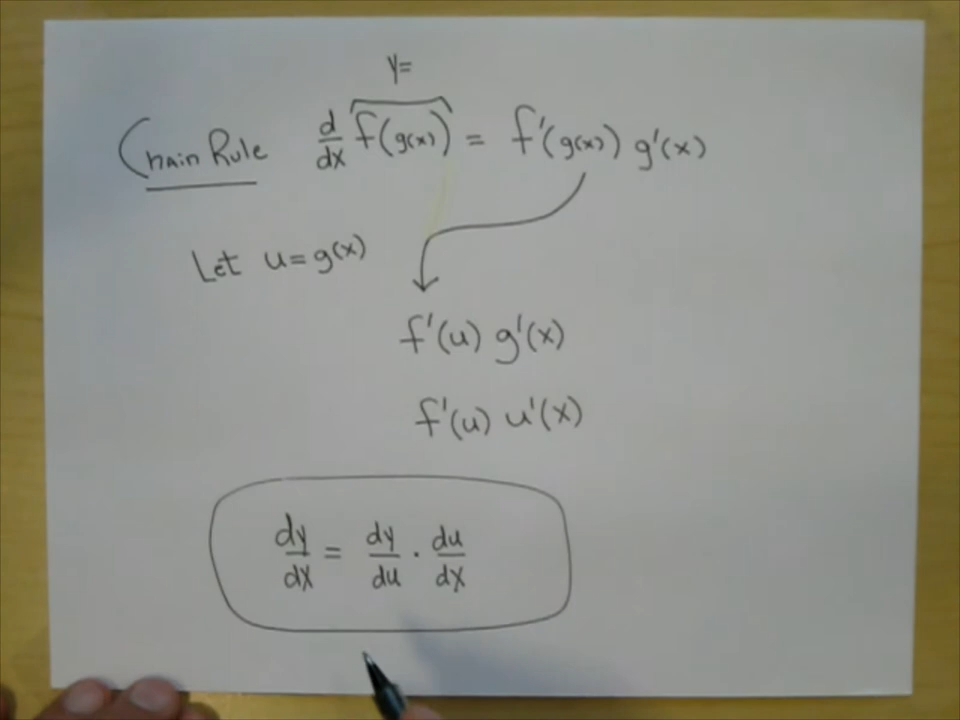 y=
Chain Rule d/dx f(g(x)) = f'(g(x)) g'(x)
Let u=g(x)
f'(u) g'(x)
f'(u) u'(x)
dy/dx = dy/du · du/dx